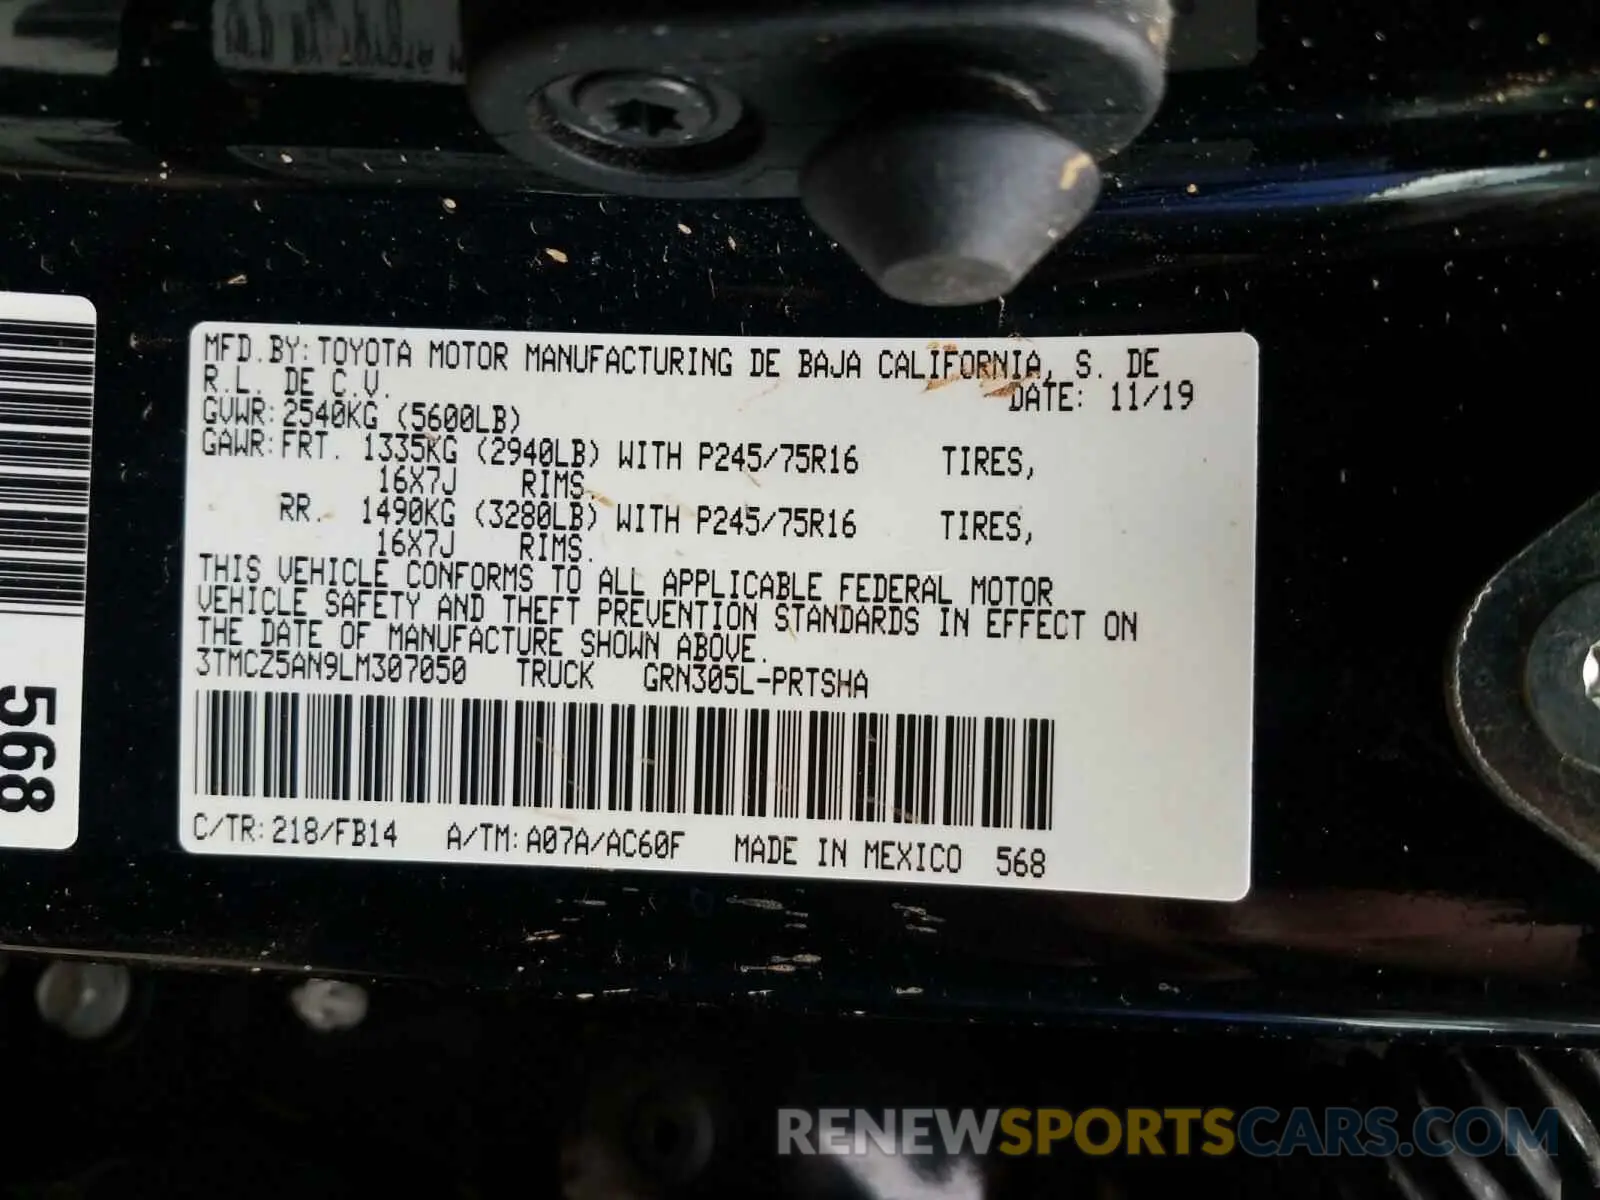 MFD.BY:TOYOTA MOTOR MANUFACTURING DE BAJA CALIFORNIA, S. DE
R.L. DE C.V. DATE: 11/19
GVWR:2540KG (5600LB)
GAWR:FRT. 1335KG (2940LB) WITH P245/75R16 TIRES,
16X7J RIMS.
RR. 1490KG (3280LB) WITH P245/75R16 TIRES,
16X7J RIMS.
THIS VEHICLE CONFORMS TO ALL APPLICABLE FEDERAL MOTOR
VEHICLE SAFETY AND THEFT PREVENTION STANDARDS IN EFFECT ON
THE DATE OF MANUFACTURE SHOWN ABOVE.
3TMCZ5AN9LM307050 TRUCK GRN305L-PRTSHA
C/TR:218/FB14 A/TM:A07A/AC60F MADE IN MEXICO 568
568
RENEWSPORTSCARS.COM